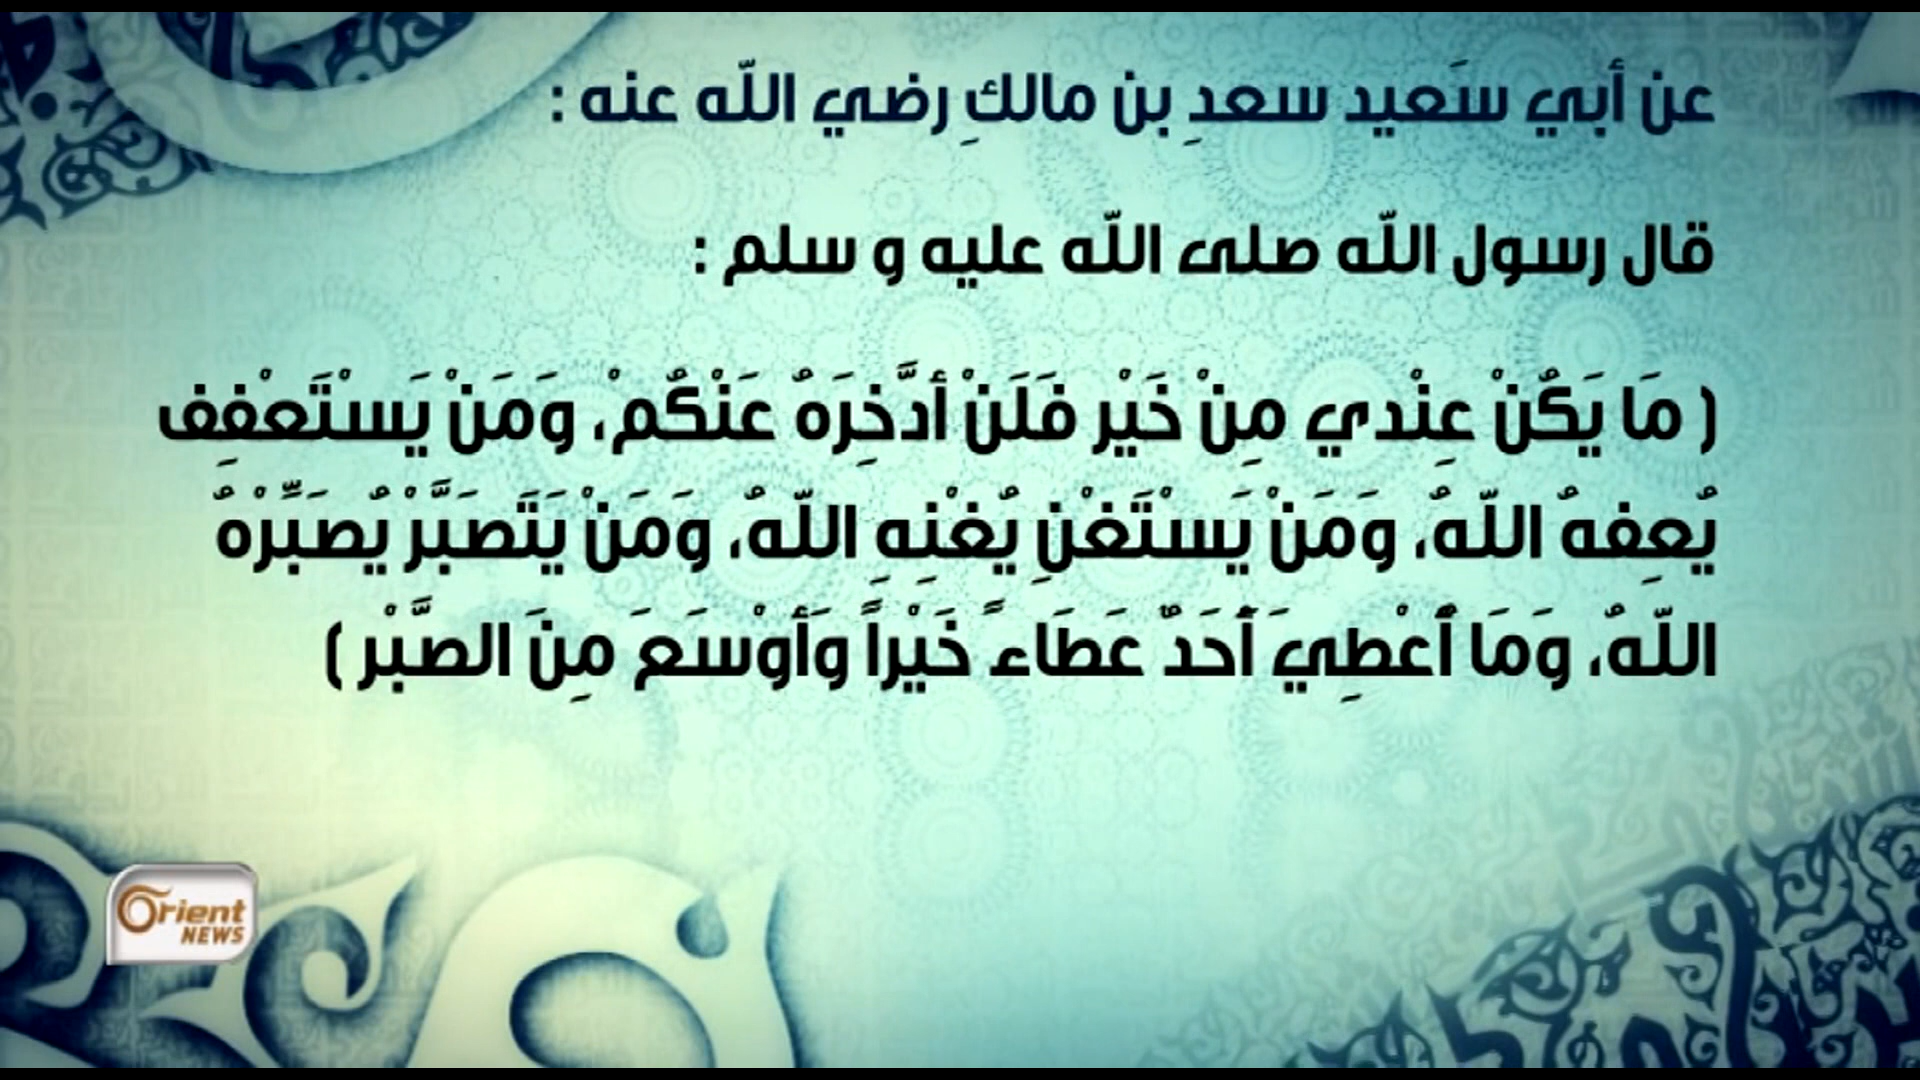 عن أبي سَعيد سعدِ بن مالكِ رضي اللّه عنه :
قال رسول اللّه صلى اللّه عليه و سلم :
( مَا يَكُنْ عِنْدي مِنْ خَيْر فَلَنْ أدَّخِرَهُ عَنْكُمْ، وَمَنْ يَسْتَعْفِف
يُعِفهُ اللّهُ، وَمَنْ يَسْتَغْنِ يُغْنِهِ اللّهُ، وَمَنْ يَتَصَبَّرْ يُصَبِّرْهُ
اللّهُ، وَمَا أُعْطِيَ أَحَدٌ عَطَاءً خَيْراً وَأوْسَعَ مِنَ الصَّبْر )
Orient
NEWS